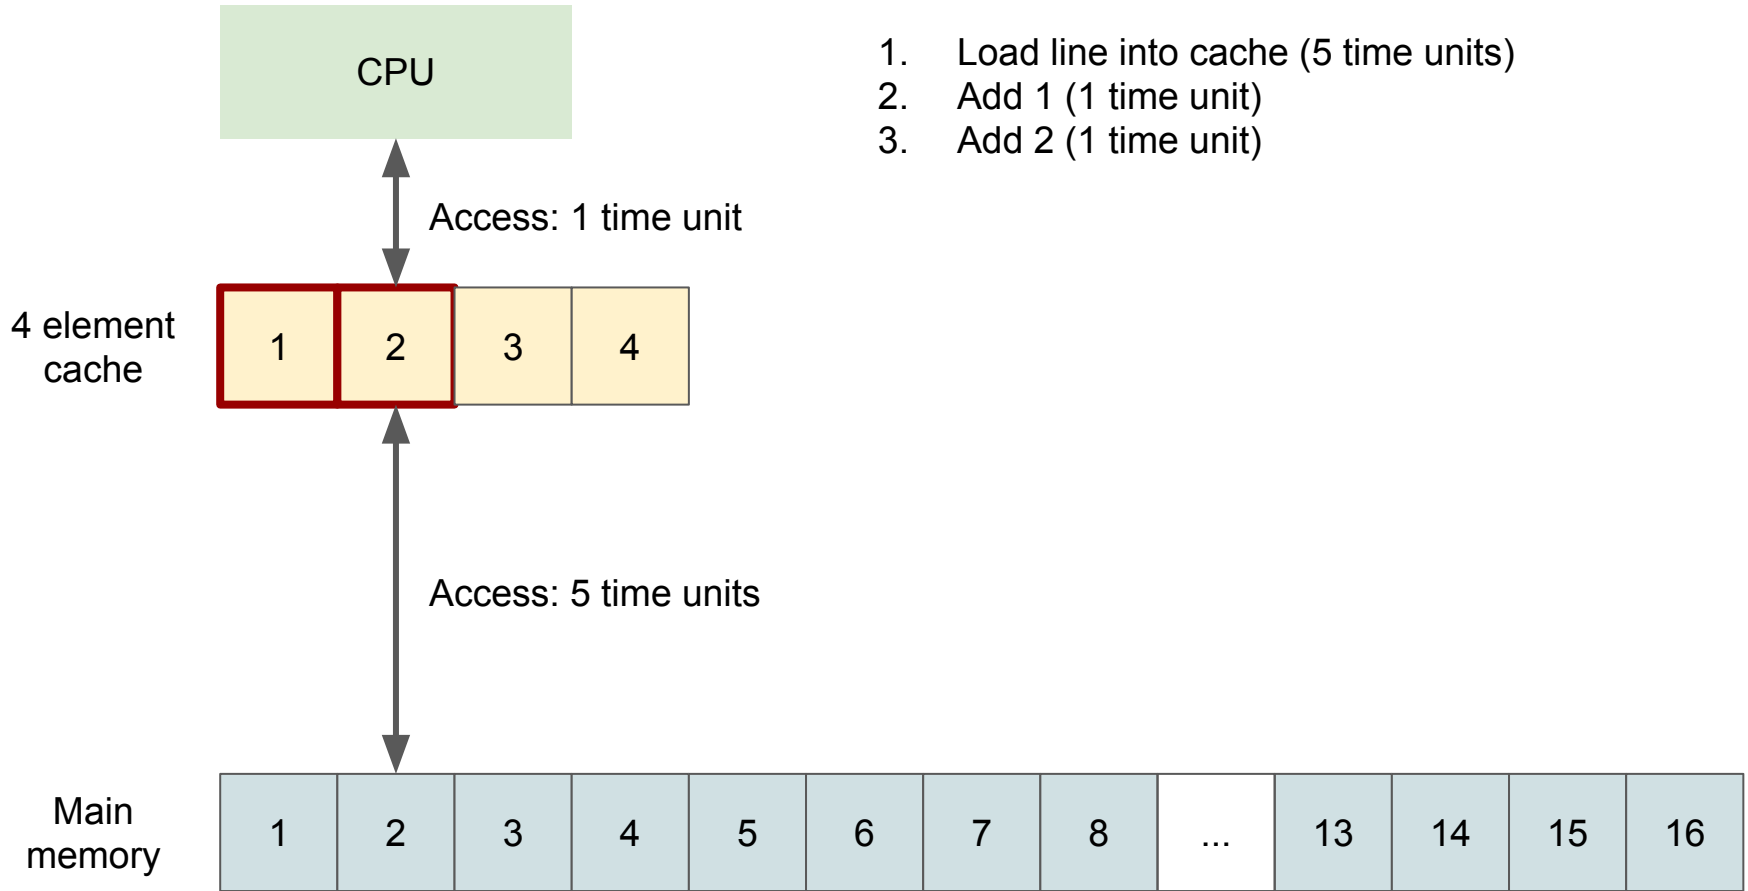 CPU
1. Load line into cache (5 time units)
2. Add 1 (1 time unit)
3. Add 2 (1 time unit)
Access: 1 time unit
4 element
cache
1 2 3 4
Access: 5 time units
Main
memory
1 2 3 4 5 6 7 8 ... 13 14 15 16